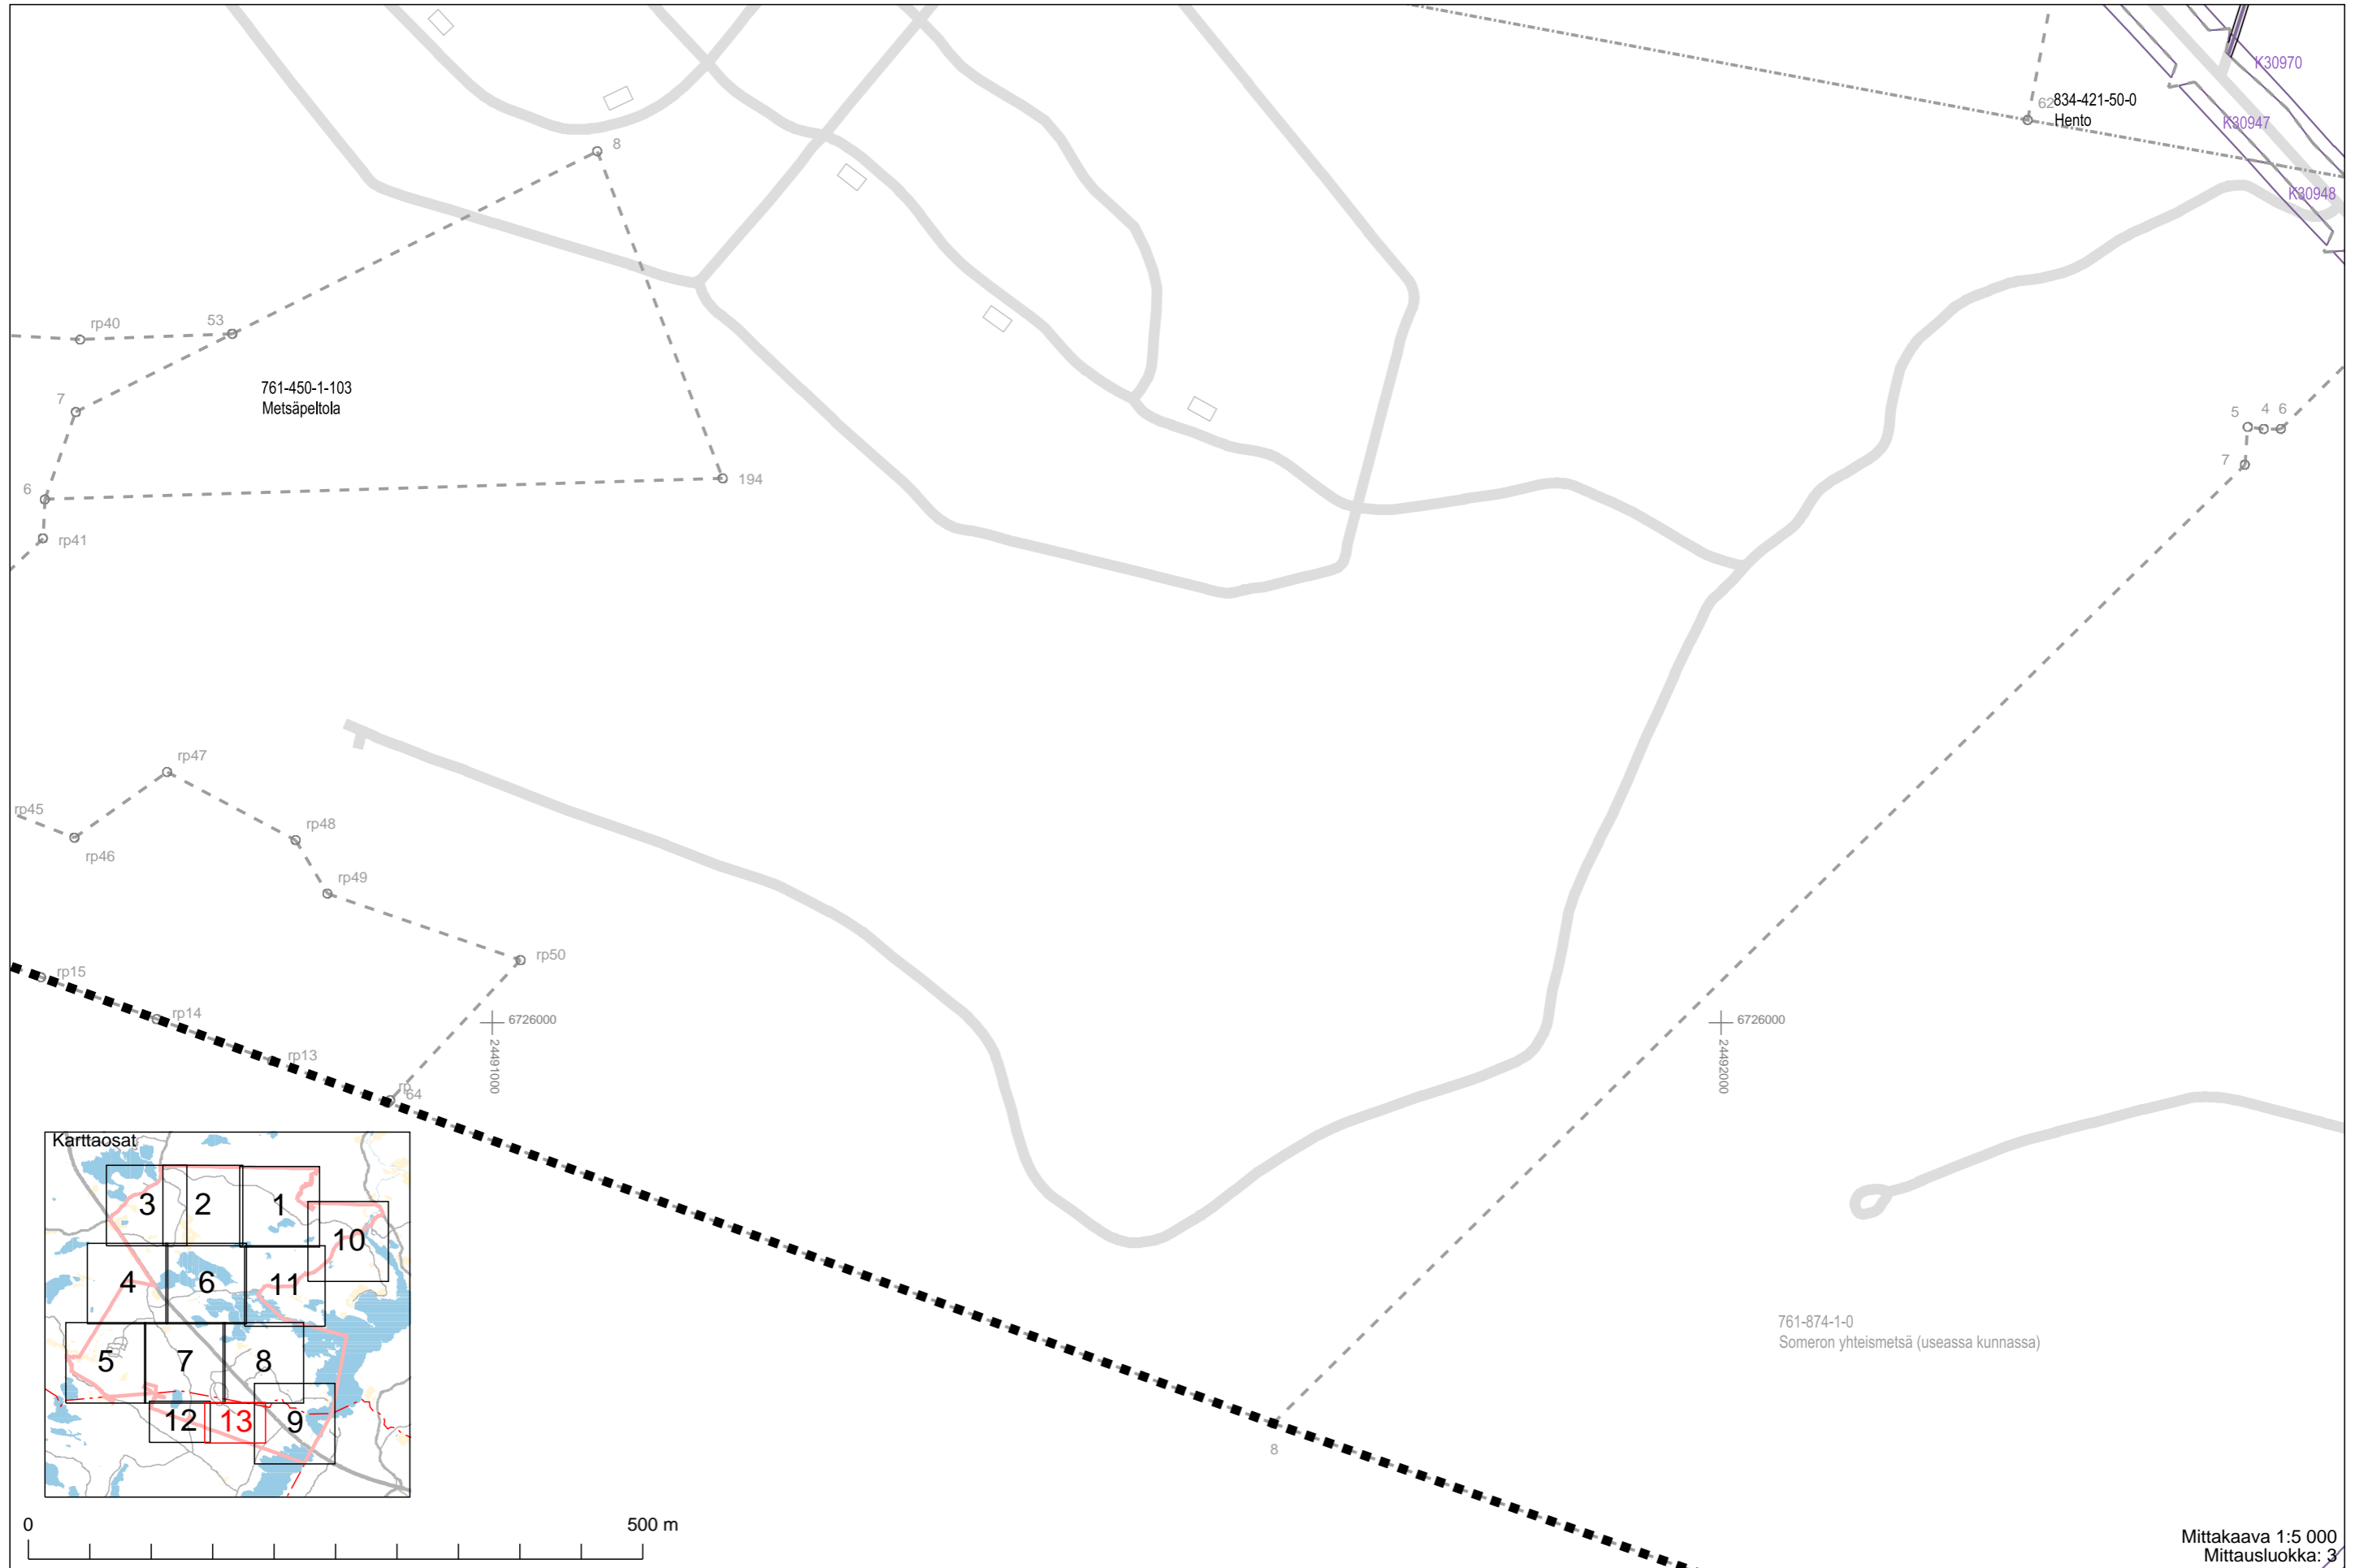 K30970
62
834-421-50-0
Hento
K30947
8
K30948
rp40
53
761-450-1-103
Metsäpeltola
7
5
4
6
7
6
194
rp41
rp47
rp45
rp48
rp46
rp49
rp50
rp15
rp14
6726000
24491000
6726000
24492000
rp13
rp
64
Karttaosat
3
2
1
10
4
6
11
5
7
8
12
13
9
761-874-1-0
Someron yhteismetsä (useassa kunnassa)
8
0
500 m
Mittakaava 1:5 000
Mittausluokka: 3